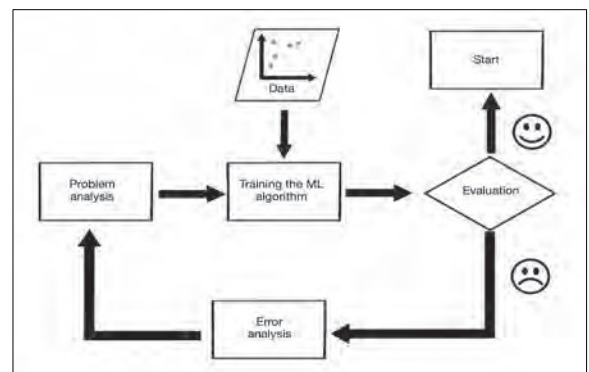 Data
Start
Problem
analysis
Training the ML
algorithm
Evaluation
Error
analysis